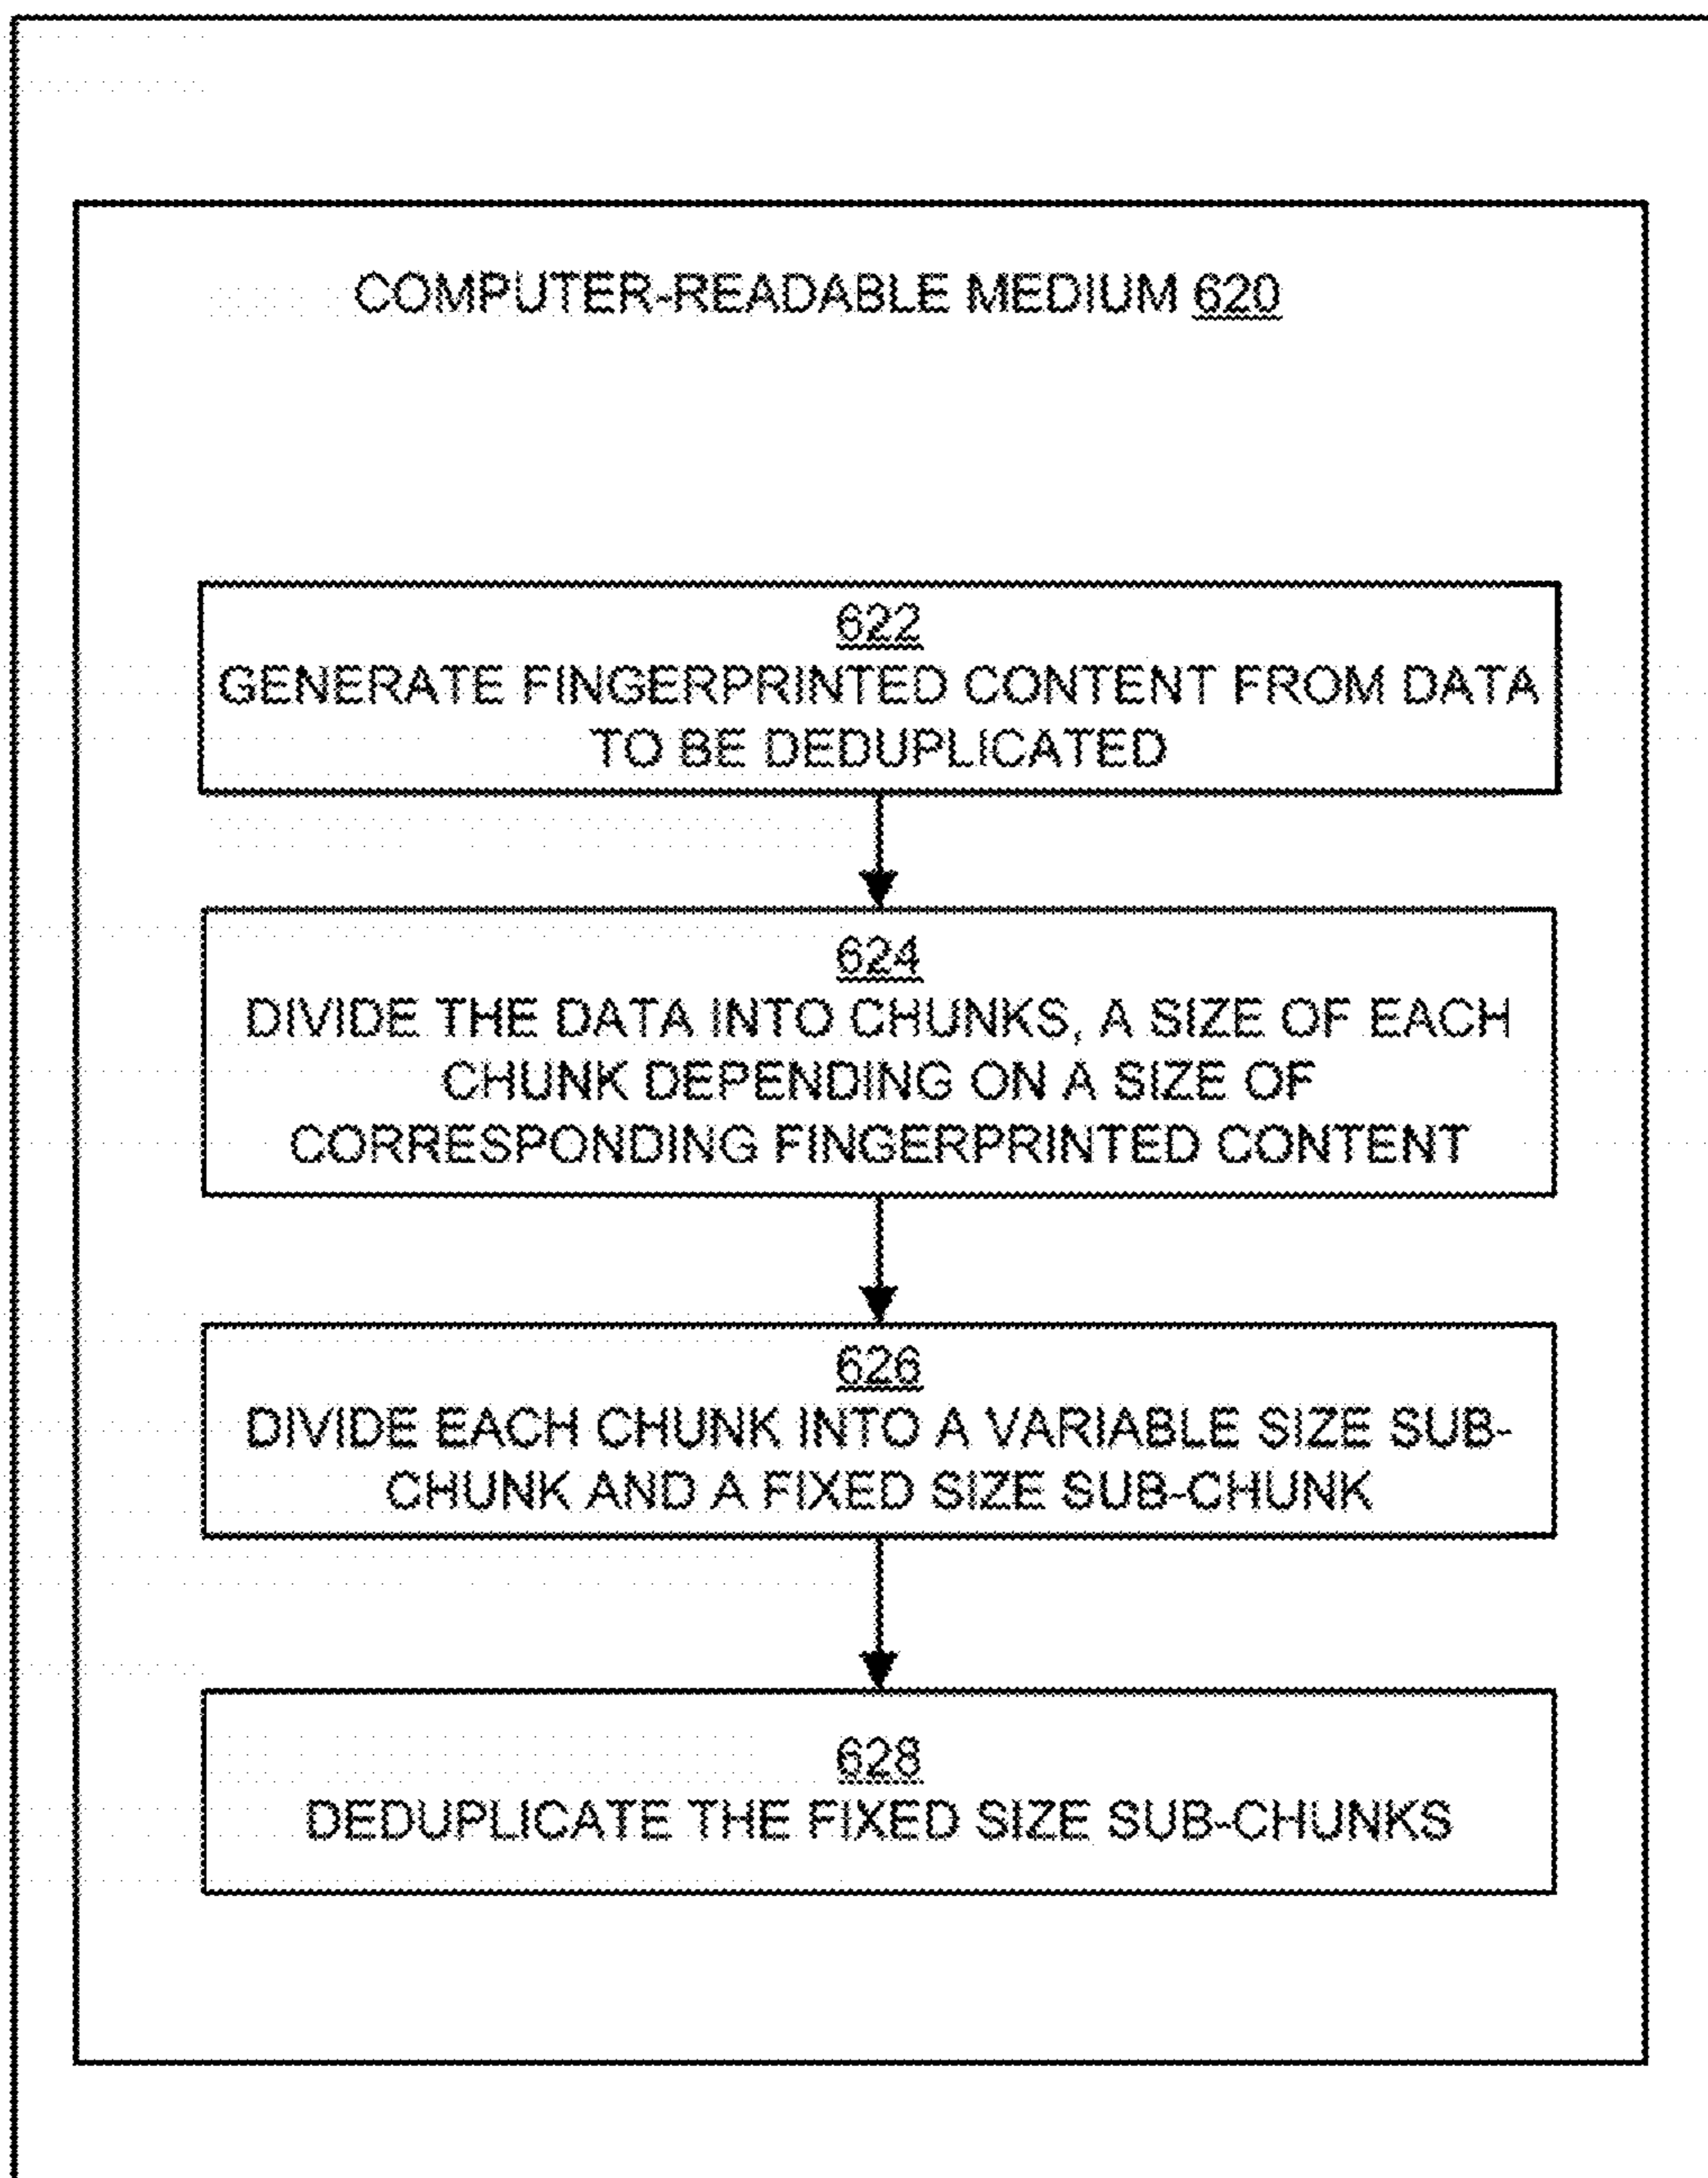 COMPUTER-READABLE MEDIUM 620
622
GENERATE FINGERPRINTED CONTENT FROM DATA
TO BE DEDUPLICATED
624
DIVIDE THE DATA INTO CHUNKS, A SIZE OF EACH
CHUNK DEPENDING ON A SIZE OF
CORRESPONDING FINGERPRINTED CONTENT
626
DIVIDE EACH CHUNK INTO A VARIABLE SIZE SUB-
CHUNK AND A FIXED SIZE SUB-CHUNK
628
DEDUPLICATE THE FIXED SIZE SUB-CHUNKS